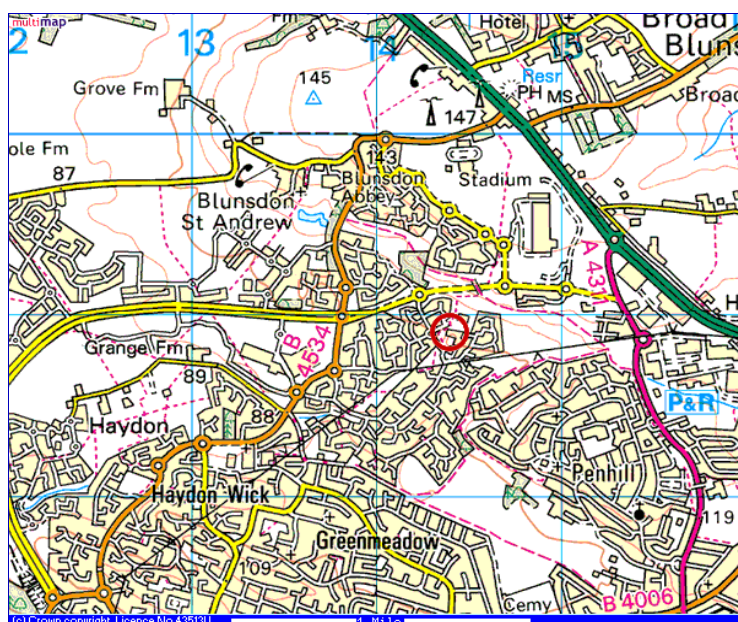 multimap
2
13
14
15
Fm
Hotel
Broad
Bluns
145
Grove Fm
Resr
PH
MS
147
Broad
ole Fm
87
143
Blunsdon
Abbey
Stadium
Blunsdon
St Andrew
A 431
B
4534
Grange Fm
89
88
H
P&R
Haydon
Haydon Wick
Penhill
Greenmeadow
119
109
Cemy
B 4006
(c) Crown copyright. Licence No 43513U
1 Mile